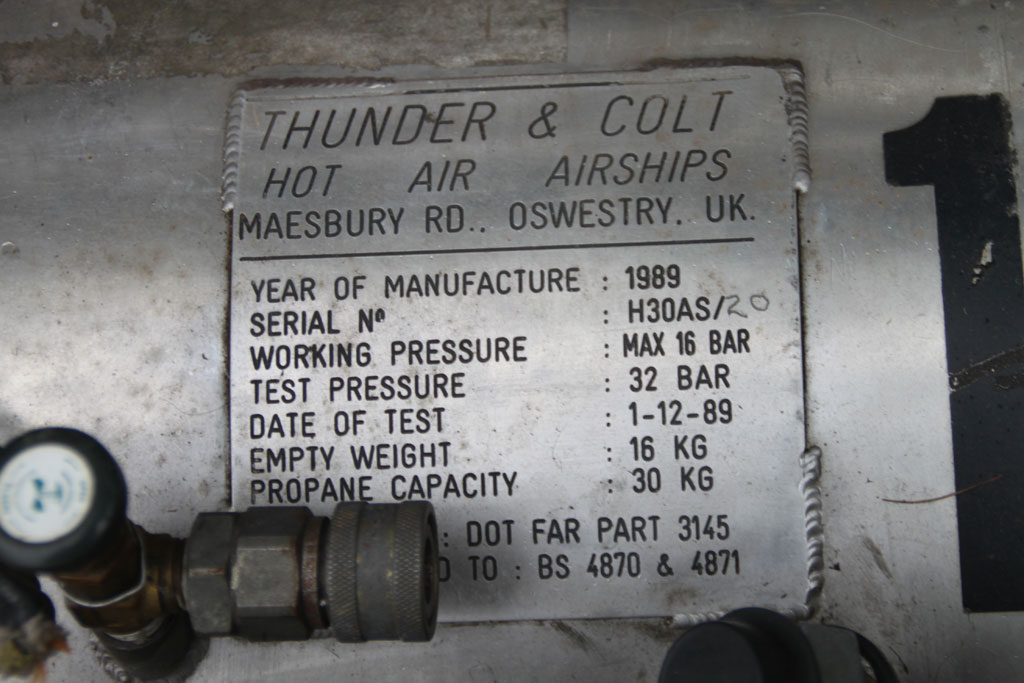 THUNDER & COLT
HOT AIR AIRSHIPS
MAESBURY RD., OSWESTRY, UK.
YEAR OF MANUFACTURE : 1989
SERIAL Nº : H30AS/20
WORKING PRESSURE : MAX 16 BAR
TEST PRESSURE : 32 BAR
DATE OF TEST : 1-12-89
EMPTY WEIGHT : 16 KG
PROPANE CAPACITY : 30 KG
: DOT FAR PART 3145
D TO : BS 4870 & 4871
1